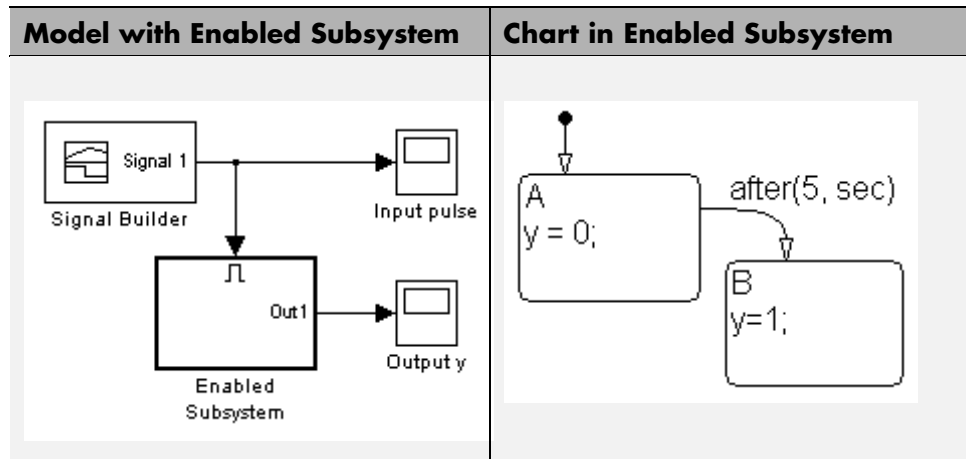 Model with Enabled Subsystem
Chart in Enabled Subsystem
Signal 1
Signal Builder
Input pulse
Out1
Output y
Enabled
Subsystem
A
y = 0;
after(5, sec)
B
y=1;